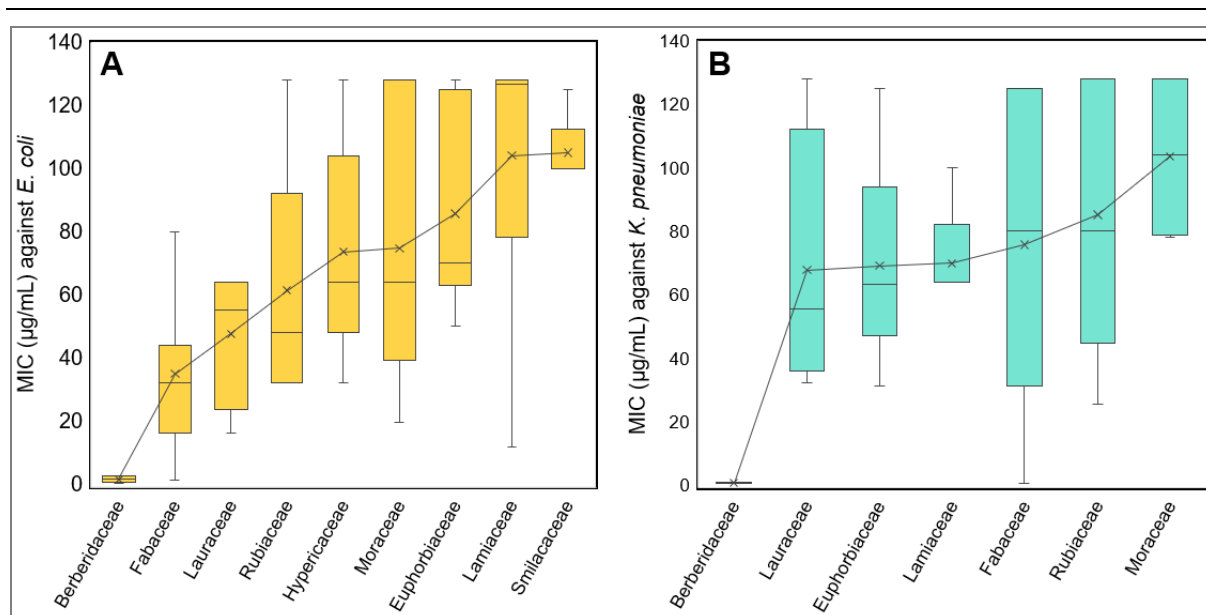 A
MIC (µg/mL) against E. coli
140
120
100
80
60
40
20
0
Berberidaceae
Fabaceae
Lauraceae
Rubiaceae
Hypericaceae
Moraceae
Euphorbiaceae
Lamiaceae
Smilacaceae
B
MIC (µg/mL) against K. pneumoniae
140
120
100
80
60
40
20
0
Berberidaceae
Lauraceae
Euphorbiaceae
Lamiaceae
Fabaceae
Rubiaceae
Moraceae